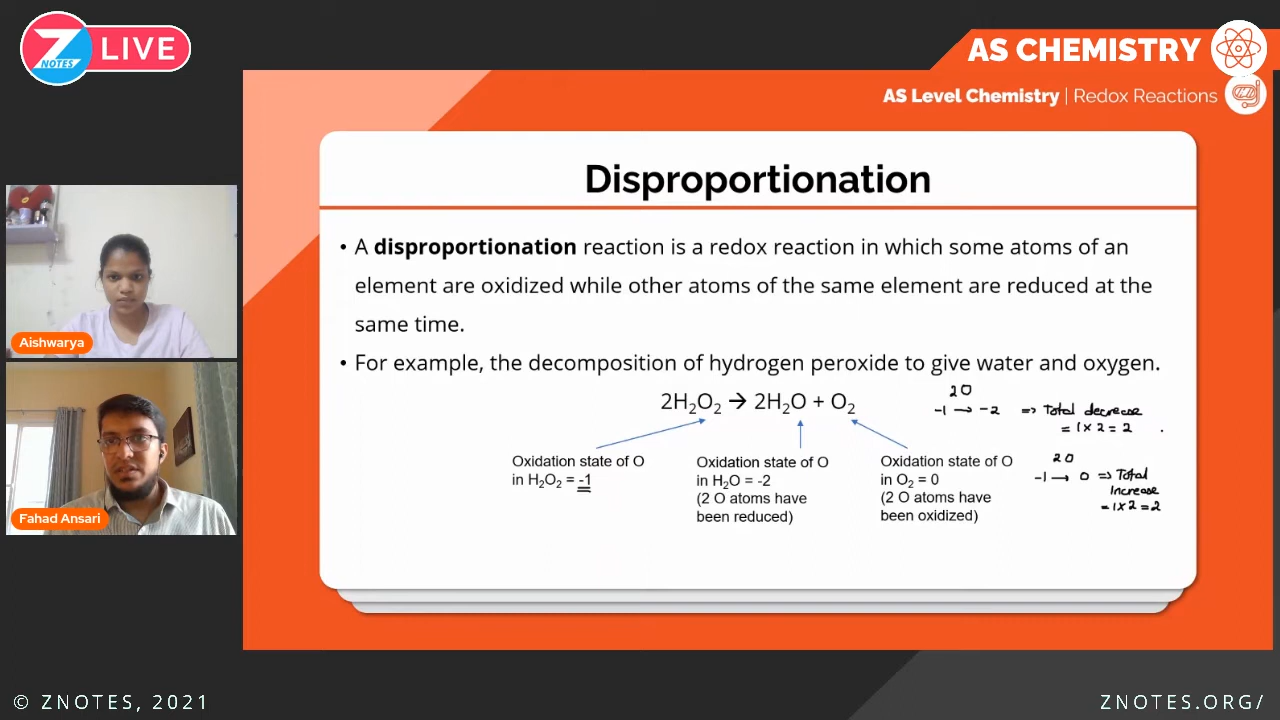 Z
NOTES
LIVE
AS CHEMISTRY
AS Level Chemistry | Redox Reactions
Disproportionation
• A disproportionation reaction is a redox reaction in which some atoms of an
element are oxidized while other atoms of the same element are reduced at the
same time.
• For example, the decomposition of hydrogen peroxide to give water and oxygen.
2H₂O₂ → 2H₂O + O₂
2O
-1 → -2 ⇒ Total decrease
= 1 × 2 = 2 .
Oxidation state of O
in H₂O₂ = -1
Oxidation state of O
in H₂O = -2
(2 O atoms have
been reduced)
Oxidation state of O
in O₂ = 0
(2 O atoms have
been oxidized)
2O
-1 → 0 ⇒ Total
Increase
= 1 × 2 = 2
Aishwarya
Fahad Ansari
© ZNOTES, 2021
ZNOTES.ORG/